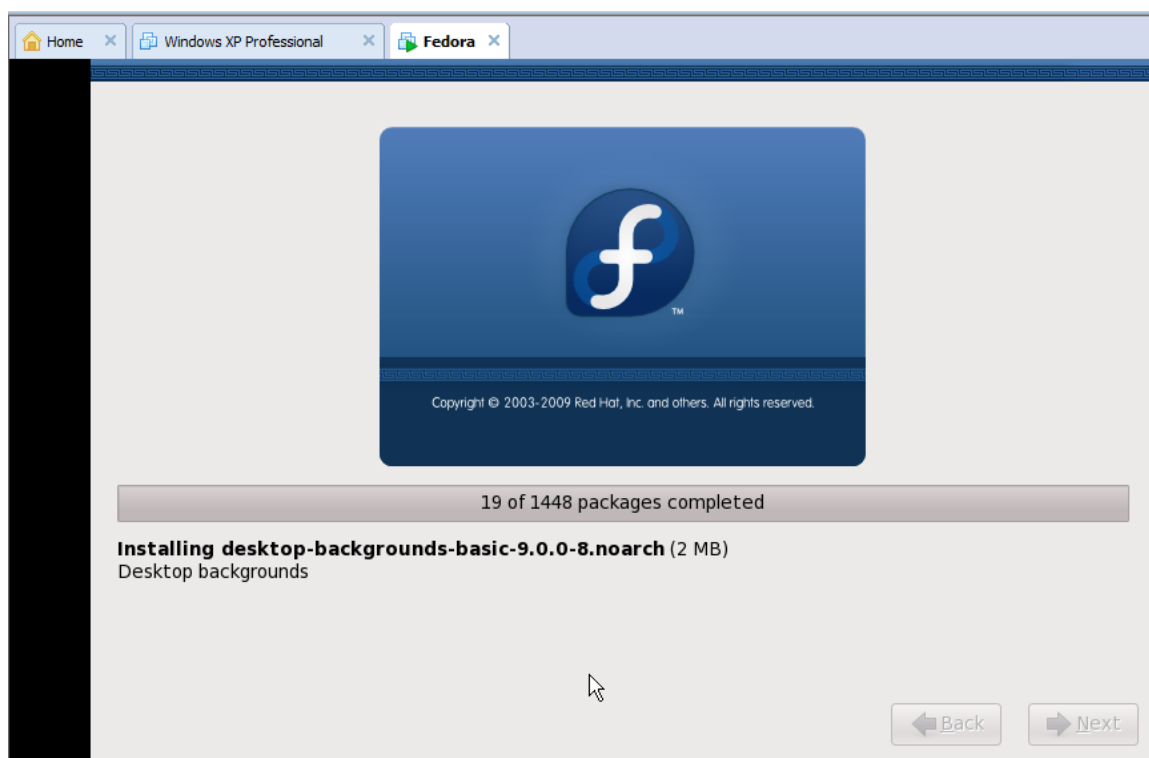 Home Windows XP Professional Fedora
TM
Copyright © 2003-2009 Red Hat, Inc. and others. All rights reserved.
19 of 1448 packages completed
Installing desktop-backgrounds-basic-9.0.0-8.noarch (2 MB)
Desktop backgrounds
Back Next